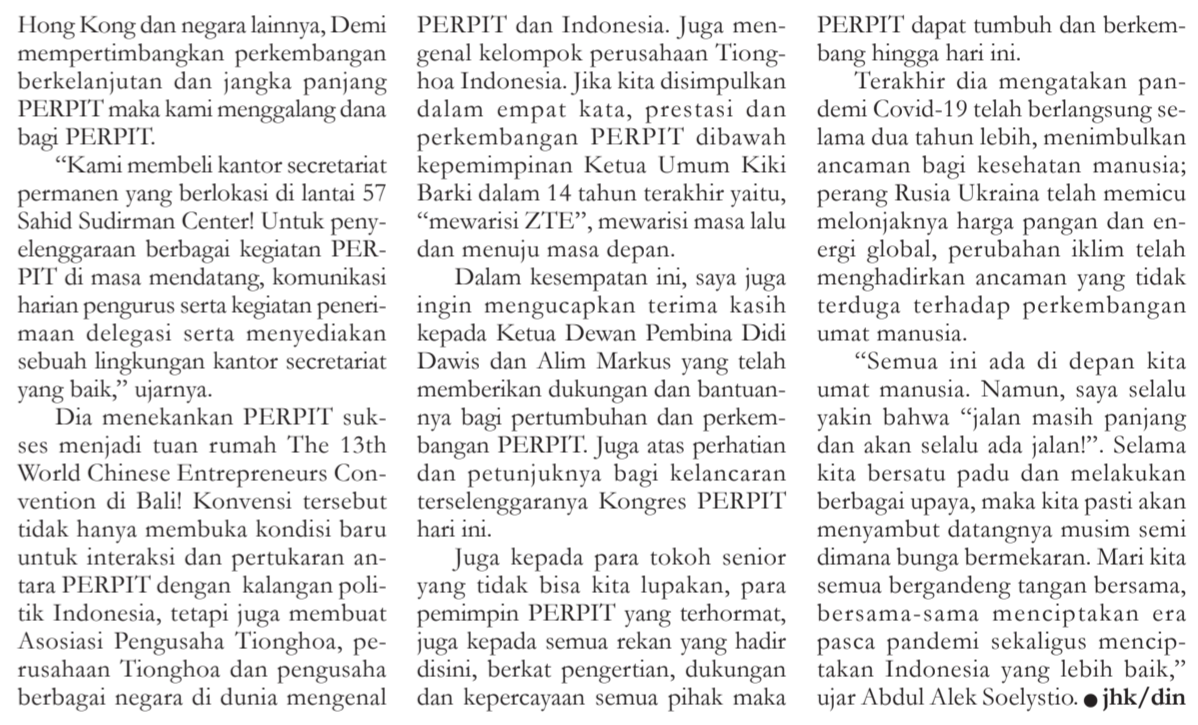 Hong Kong dan negara lainnya, Demi
mempertimbangkan perkembangan
berkelanjutan dan jangka panjang
PERPIT maka kami menggalang dana
bagi PERPIT.
“Kami membeli kantor secretariat
permanen yang berlokasi di lantai 57
Sahid Sudirman Center! Untuk peny-
elenggaraan berbagai kegiatan PER-
PIT di masa mendatang, komunikasi
harian pengurus serta kegiatan peneri-
maan delegasi serta menyediakan
sebuah lingkungan kantor secretariat
yang baik,” ujarnya.
Dia menekankan PERPIT suk-
ses menjadi tuan rumah The 13th
World Chinese Entrepreneurs Con-
vention di Bali! Konvensi tersebut
tidak hanya membuka kondisi baru
untuk interaksi dan pertukaran an-
tara PERPIT dengan kalangan poli-
tik Indonesia, tetapi juga membuat
Asosiasi Pengusaha Tionghoa, pe-
rusahaan Tionghoa dan pengusaha
berbagai negara di dunia mengenal
PERPIT dan Indonesia. Juga men-
genal kelompok perusahaan Tiong-
hoa Indonesia. Jika kita disimpulkan
dalam empat kata, prestasi dan
perkembangan PERPIT dibawah
kepemimpinan Ketua Umum Kiki
Barki dalam 14 tahun terakhir yaitu,
“mewarisi ZTE”, mewarisi masa lalu
dan menuju masa depan.
Dalam kesempatan ini, saya juga
ingin mengucapkan terima kasih
kepada Ketua Dewan Pembina Didi
Dawis dan Alim Markus yang telah
memberikan dukungan dan bantuan-
nya bagi pertumbuhan dan perkem-
bangan PERPIT. Juga atas perhatian
dan petunjuknya bagi kelancaran
terselenggaranya Kongres PERPIT
hari ini.
Juga kepada para tokoh senior
yang tidak bisa kita lupakan, para
pemimpin PERPIT yang terhormat,
juga kepada semua rekan yang hadir
disini, berkat pengertian, dukungan
dan kepercayaan semua pihak maka
PERPIT dapat tumbuh dan berkem-
bang hingga hari ini.
Terakhir dia mengatakan pan-
demi Covid-19 telah berlangsung se-
lama dua tahun lebih, menimbulkan
ancaman bagi kesehatan manusia;
perang Rusia Ukraina telah memicu
melonjaknya harga pangan dan en-
ergi global, perubahan iklim telah
menghadirkan ancaman yang tidak
terduga terhadap perkembangan
umat manusia.
“Semua ini ada di depan kita
umat manusia. Namun, saya selalu
yakin bahwa “jalan masih panjang
dan akan selalu ada jalan!”. Selama
kita bersatu padu dan melakukan
berbagai upaya, maka kita pasti akan
menyambut datangnya musim semi
dimana bunga bermekaran. Mari kita
semua bergandeng tangan bersama,
bersama-sama menciptakan era
pasca pandemi sekaligus mencip-
takan Indonesia yang lebih baik,”
ujar Abdul Alek Soelystio. ● jhk/din